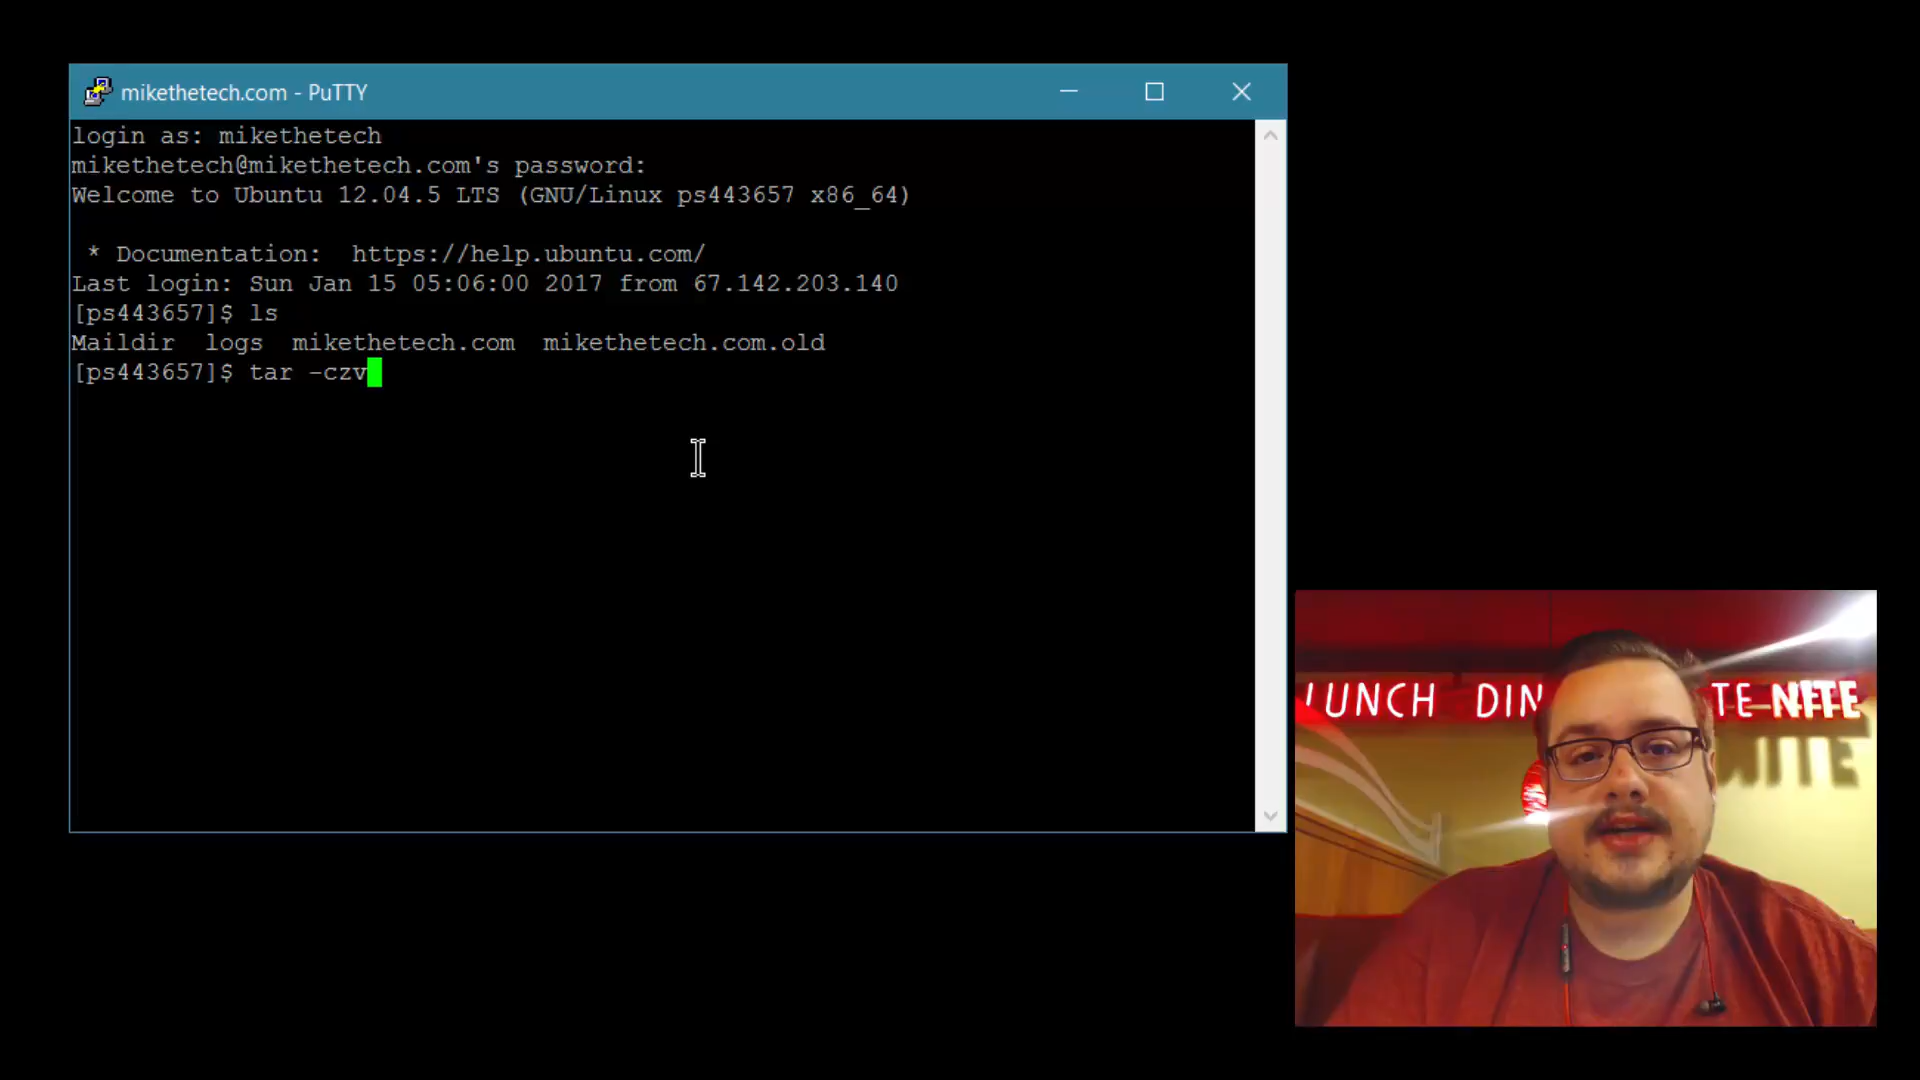 mikethetech.com - PuTTY
login as: mikethetech
mikethetech@mikethetech.com's password:
Welcome to Ubuntu 12.04.5 LTS (GNU/Linux ps443657 x86_64)
* Documentation:  https://help.ubuntu.com/
Last login: Sun Jan 15 05:06:00 2017 from 67.142.203.140
[ps443657]$ ls
Maildir  logs  mikethetech.com  mikethetech.com.old
[ps443657]$ tar -czv
LUNCH DIN TE NITE